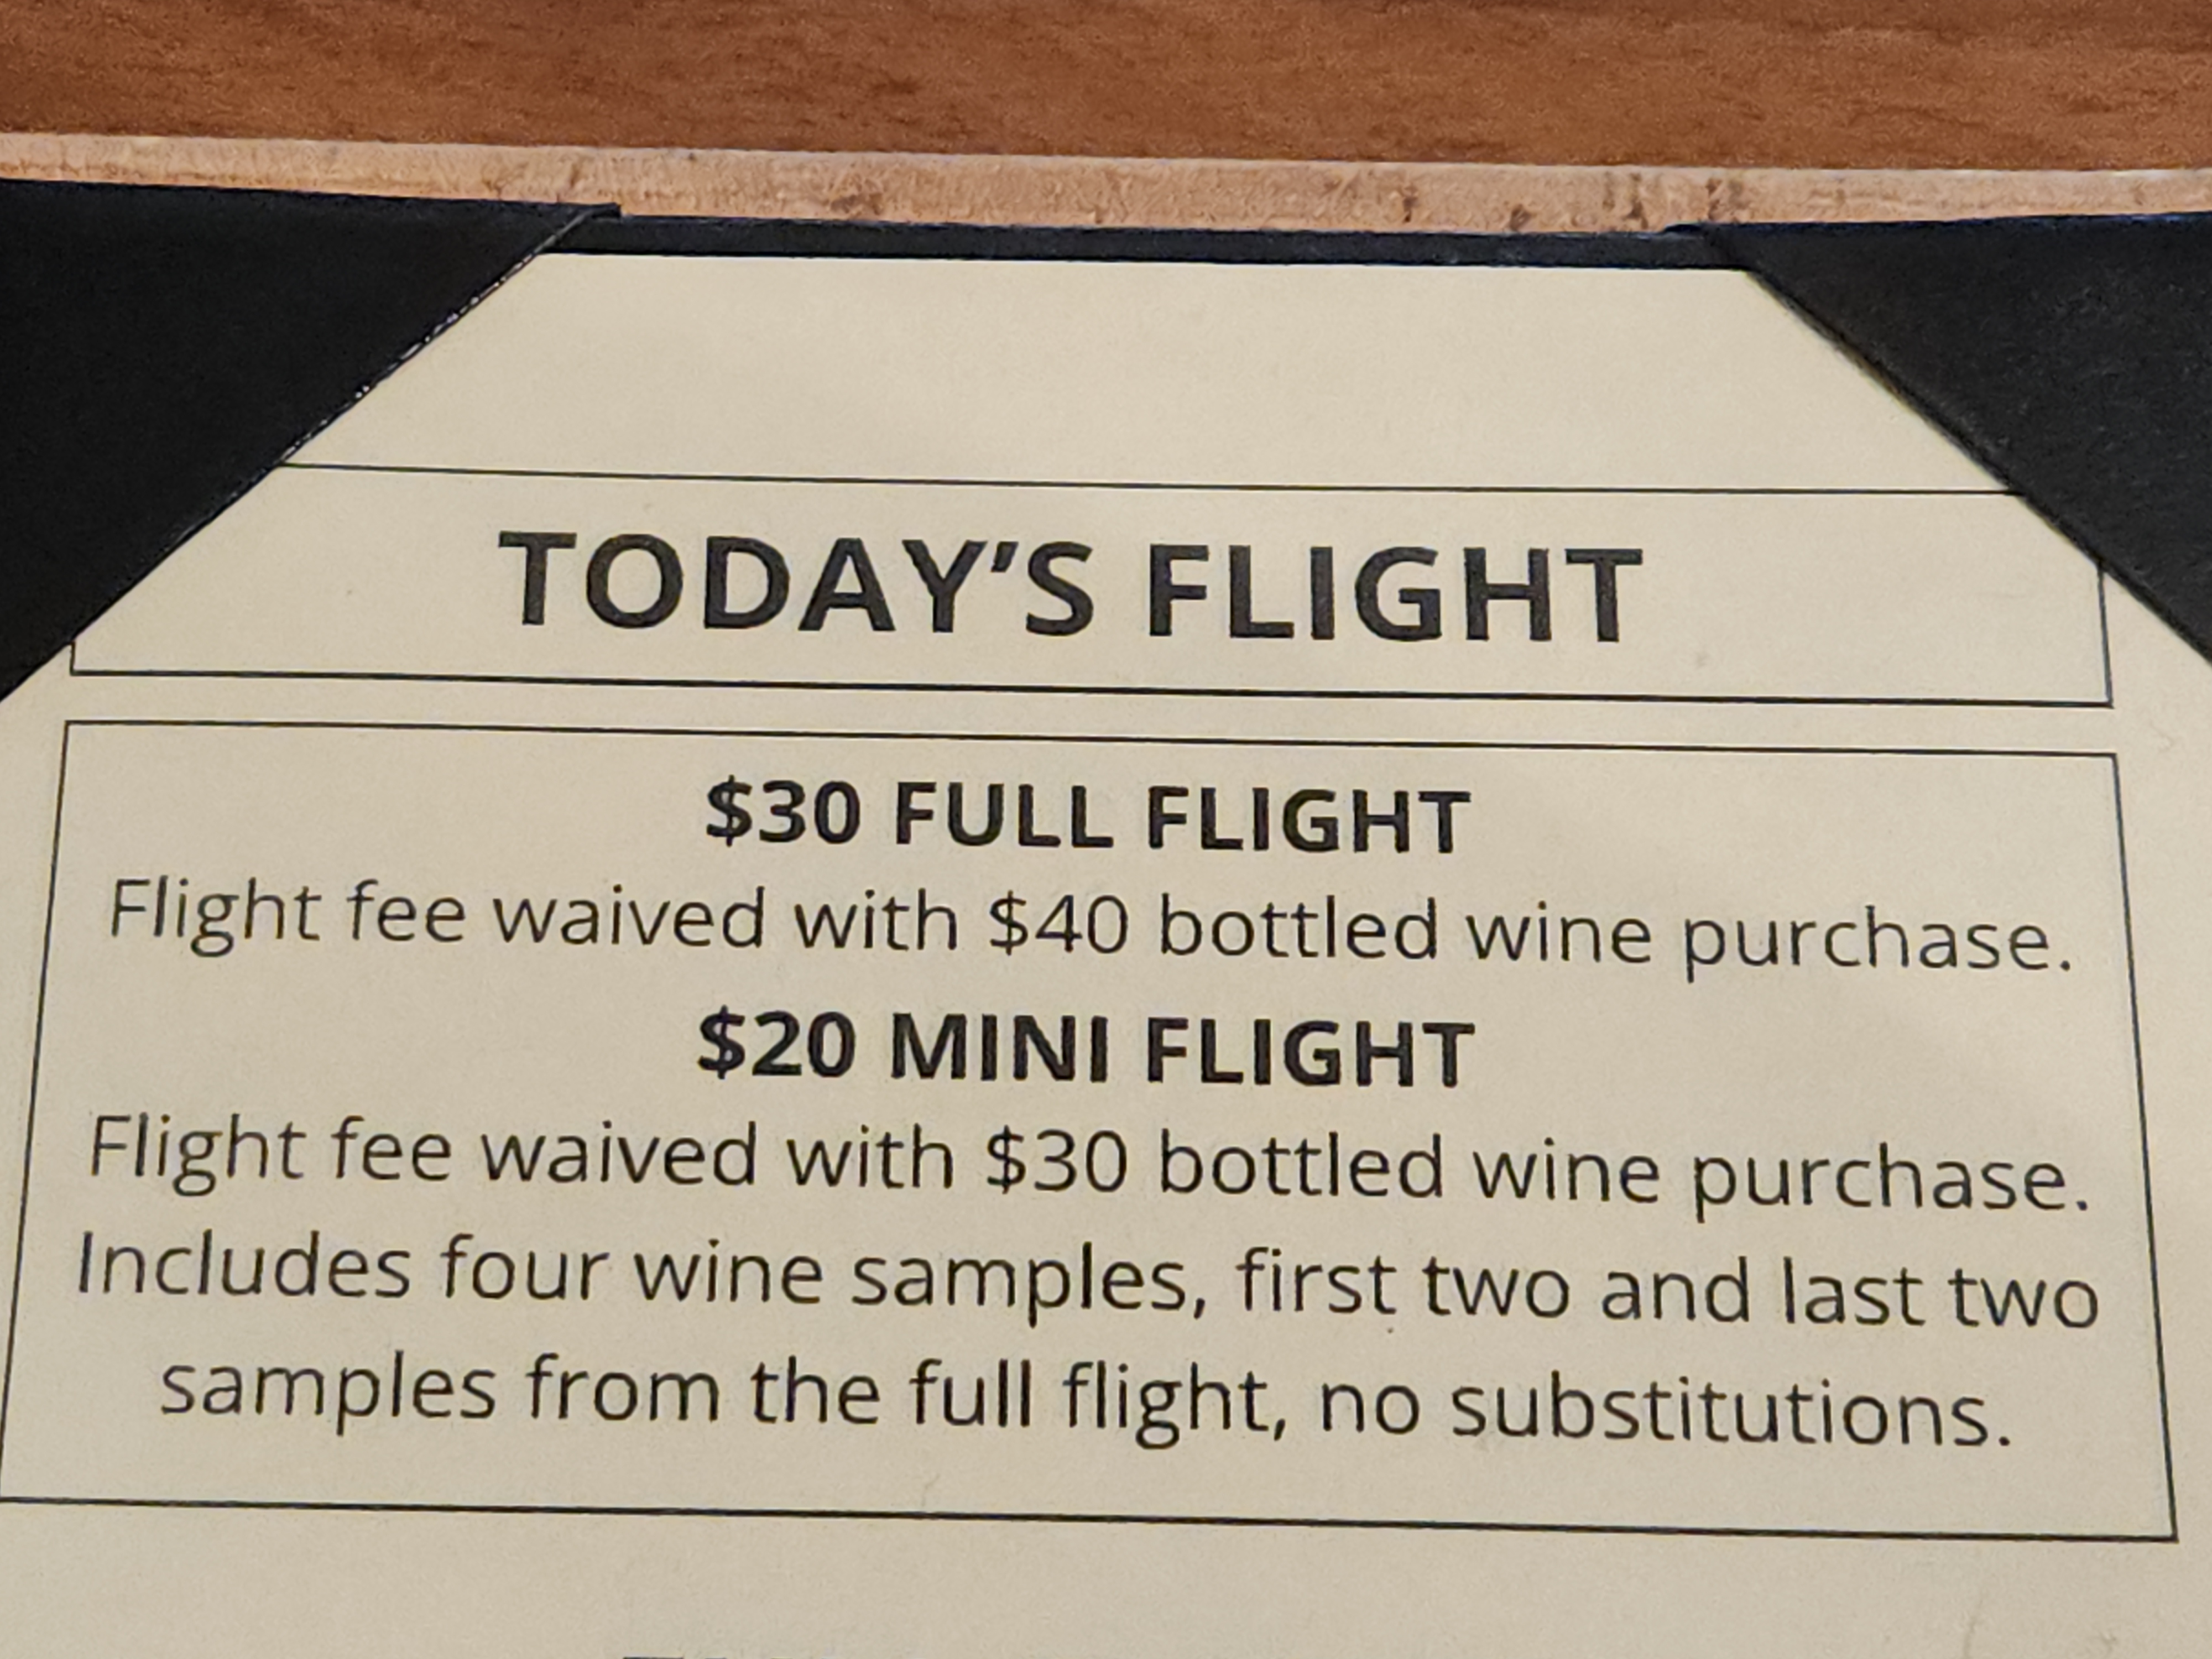 TODAY'S FLIGHT
$30 FULL FLIGHT
Flight fee waived with $40 bottled wine purchase.
$20 MINI FLIGHT
Flight fee waived with $30 bottled wine purchase.
Includes four wine samples, first two and last two
samples from the full flight, no substitutions.